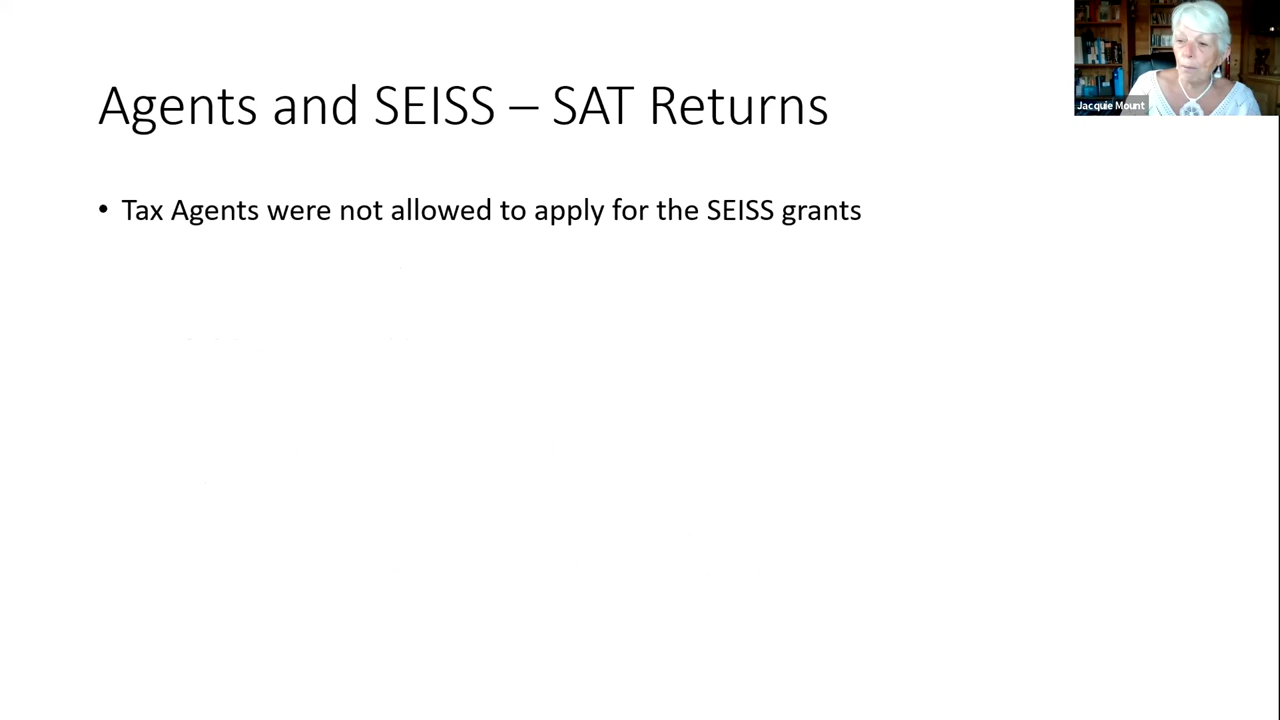 Agents and SEISS – SAT Returns
Jacquie Mount
• Tax Agents were not allowed to apply for the SEISS grants